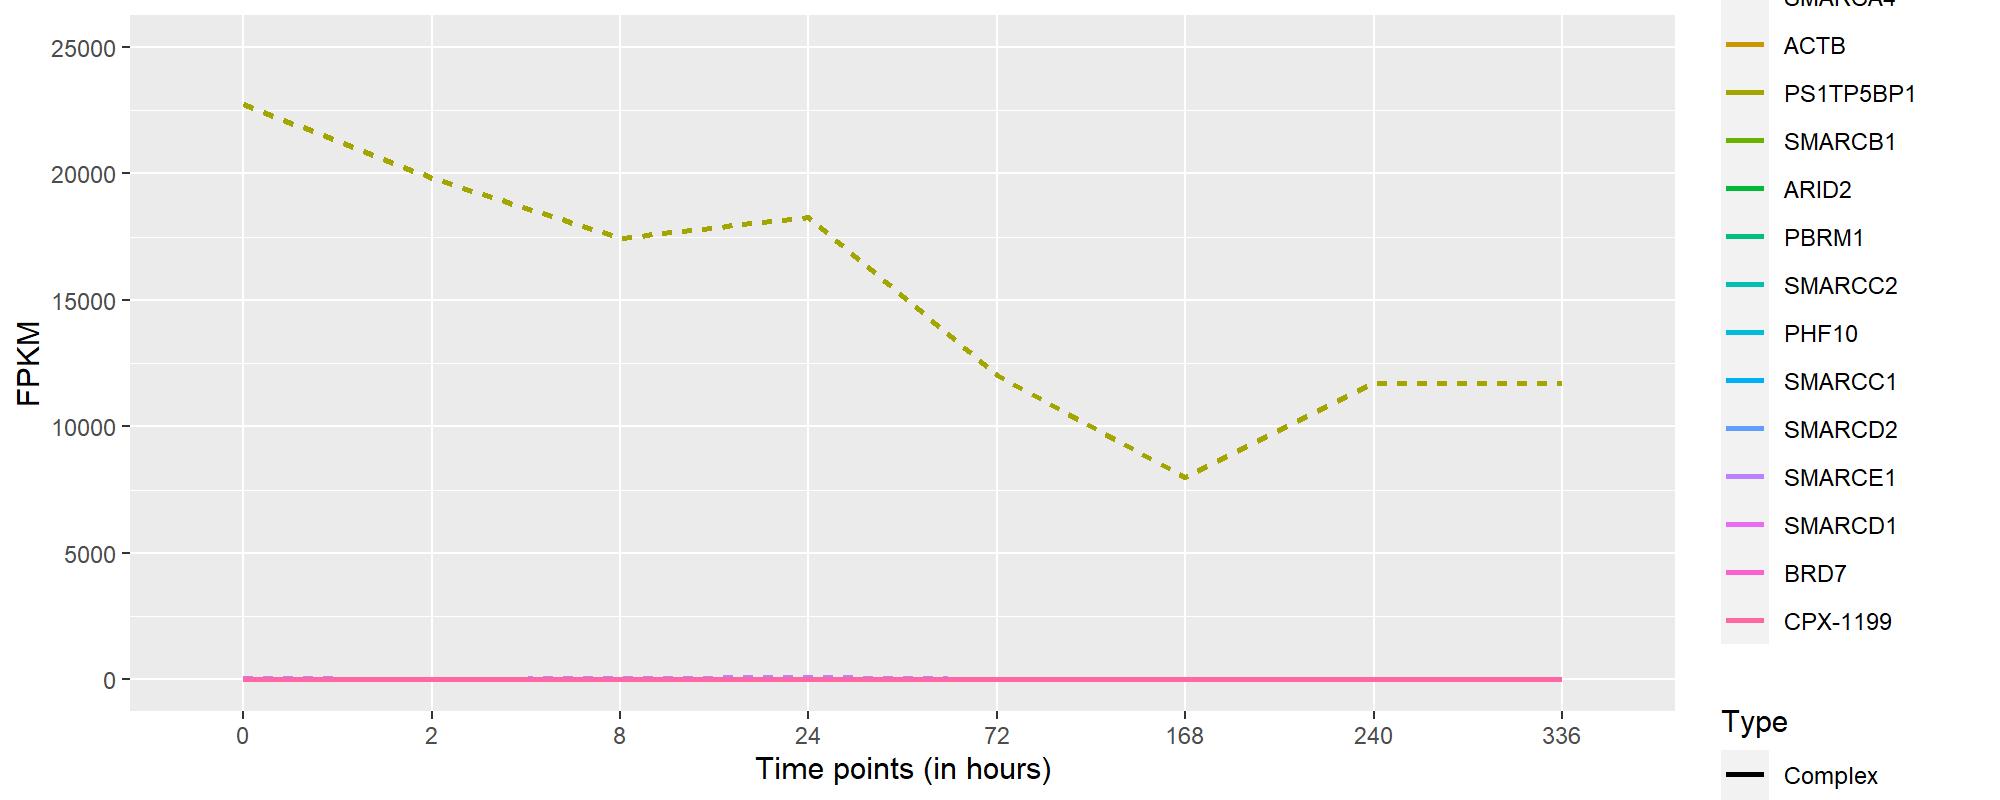 25000
20000
15000
10000
5000
0
FPKM
0 2 8 24 72 168 240 336
Time points (in hours)
SMARCA4
ACTB
PS1TP5BP1
SMARCB1
ARID2
PBRM1
SMARCC2
PHF10
SMARCC1
SMARCD2
SMARCE1
SMARCD1
BRD7
CPX-1199
Type
Complex